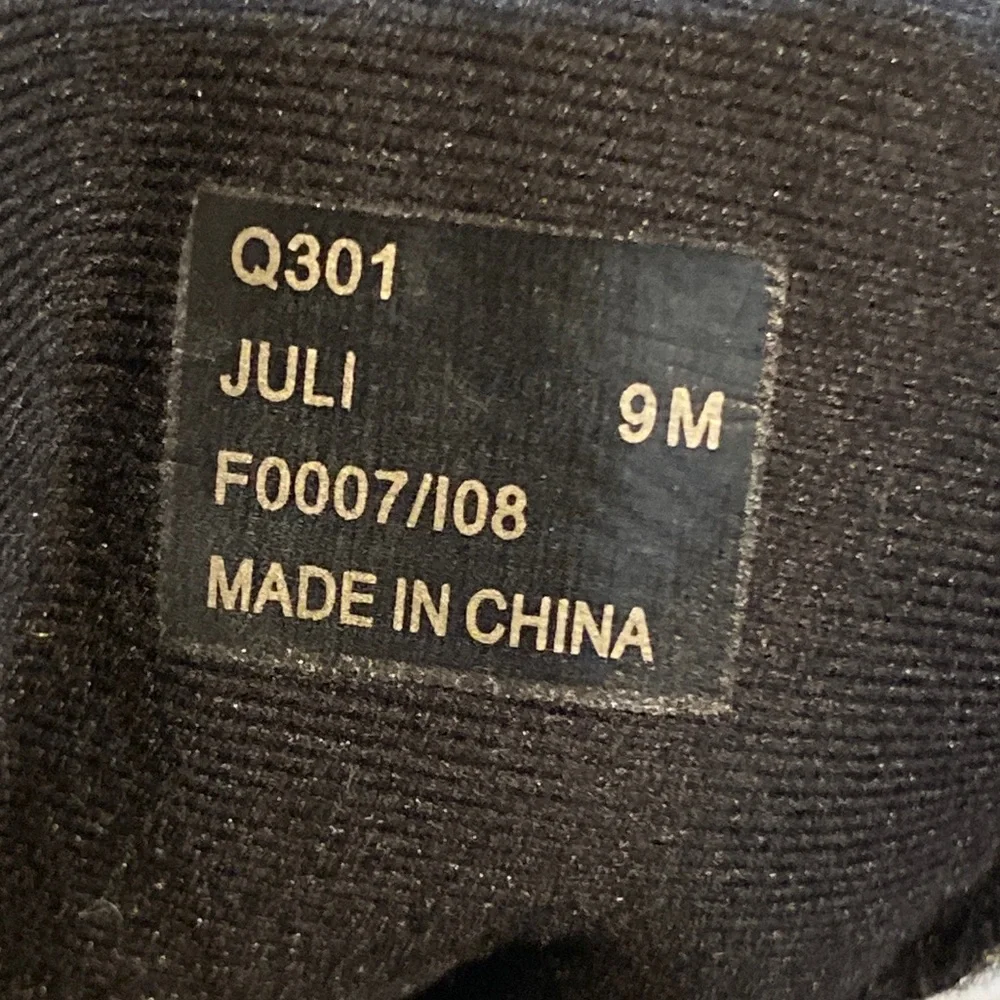 Q301
JULI 9M
F0007/I08
MADE IN CHINA